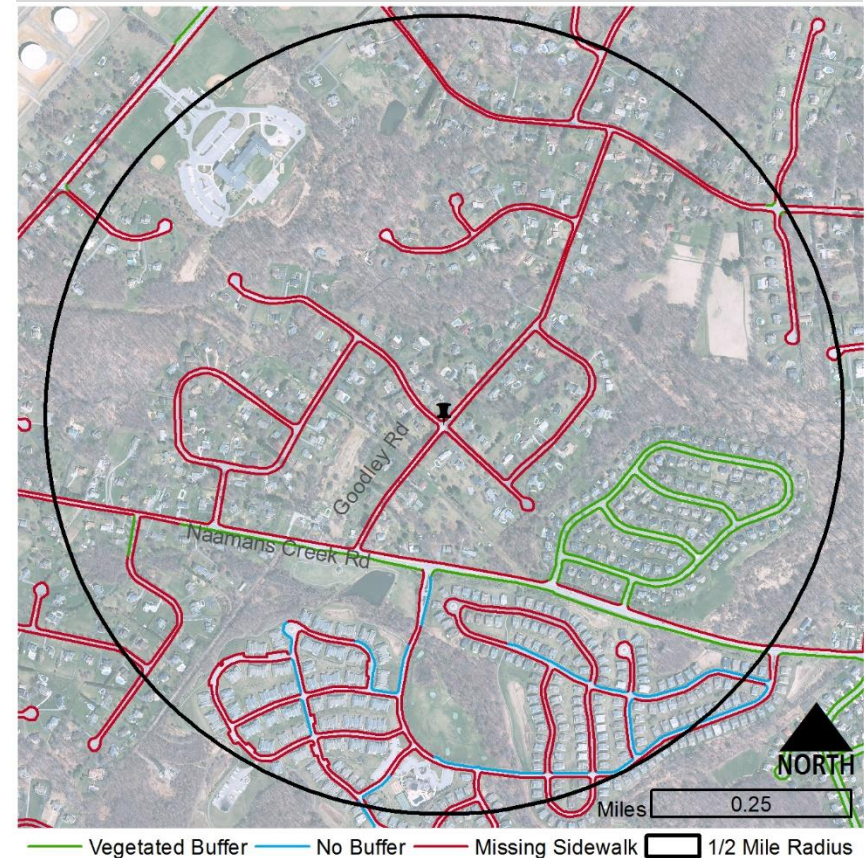 Goodley Rd
Naamans Creek Rd
NORTH
Miles 0.25
Vegetated Buffer No Buffer Missing Sidewalk 1/2 Mile Radius